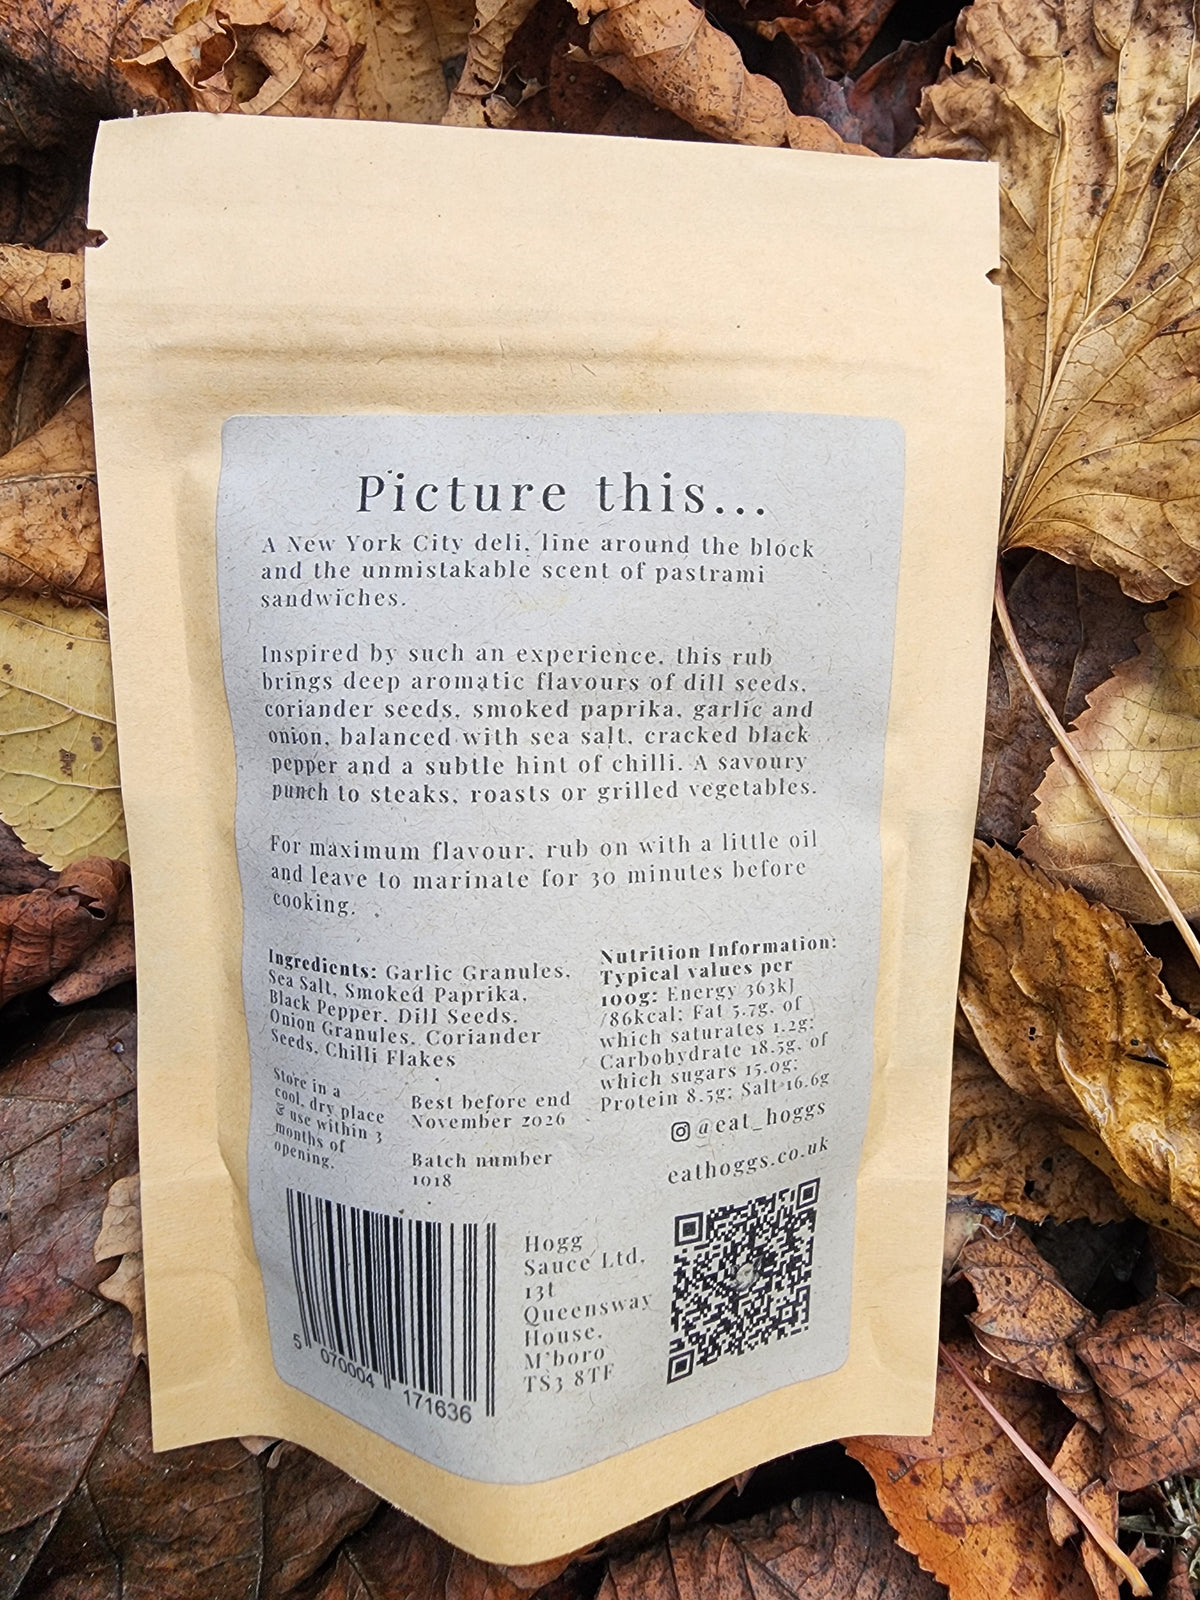 Picture this...
A New York City deli, line around the block
and the unmistakable scent of pastrami
sandwiches.
Inspired by such an experience, this rub
brings deep aromatic flavours of dill seeds,
coriander seeds, smoked paprika, garlic and
onion, balanced with sea salt, cracked black
pepper and a subtle hint of chilli. A savoury
punch to steaks, roasts or grilled vegetables.
For maximum flavour, rub on with a little oil
and leave to marinate for 30 minutes before
cooking.
Ingredients: Garlic Granules,
Sea Salt, Smoked Paprika,
Black Pepper, Dill Seeds,
Onion Granules, Coriander
Seeds, Chilli Flakes
Nutrition Information:
Typical values per
100g: Energy 363kJ
/86kcal; Fat 5.7g, of
which saturates 1.2g;
Carbohydrate 18.5g, of
which sugars 15.0g;
Protein 8.5g; Salt 16.6g
Store in a
cool, dry place
& use within 3
months of
opening.
Best before end
November 2026
Batch number
1018
@eat_hoggs
eathoggs.co.uk
5 070004 171636
Hogg
Sauce Ltd,
13t
Queensway
House,
M'boro
TS3 8TF